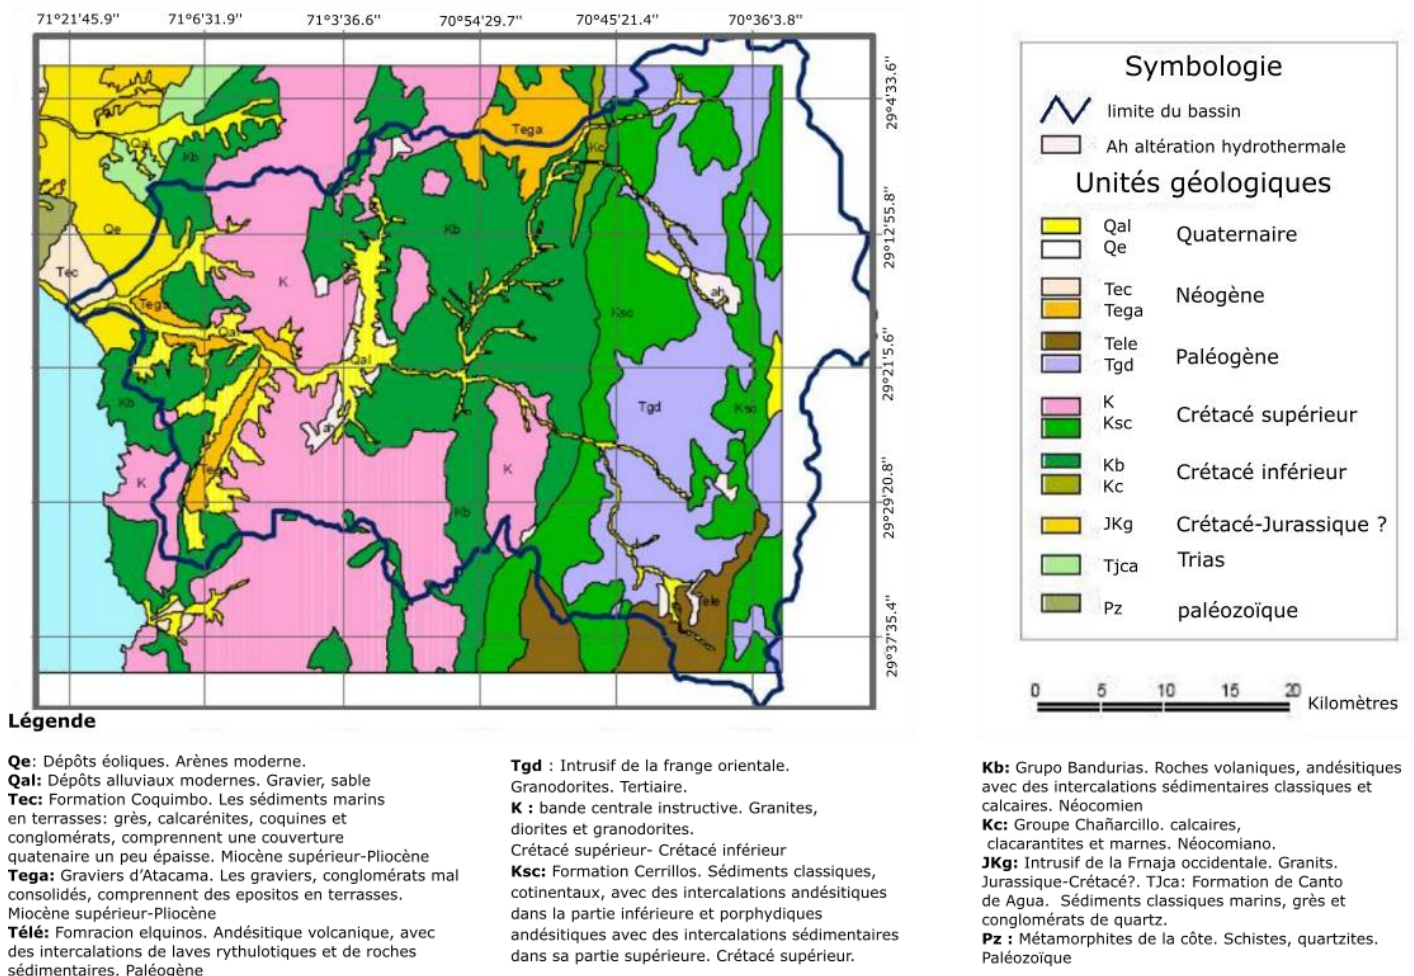 71°21'45.9" 71°6'31.9" 71°3'36.6" 70°54'29.7" 70°45'21.4" 70°36'3.8"
29°4'33.6"
29°12'55.8"
29°21'5.6"
29°29'20.8"
29°37'35.4"
Tega
Kc
Qal
Kb
Qe
Kb
Tec
K
ah
Tega
Ksc
Qal
Qal
Kb
Tgd
Ksc
ah
Tega
K
K
Kb
Tele
Symbologie
limite du bassin
Ah altération hydrothermale
Unités géologiques
Qal
Qe
Quaternaire
Tec
Tega
Néogène
Tele
Tgd
Paléogène
K
Ksc
Crétacé supérieur
Kb
Kc
Crétacé inférieur
JKg
Crétacé-Jurassique ?
Tjca
Trias
Pz
paléozoïque
0 5 10 15 20
Kilomètres
Légende
Qe: Dépôts éoliques. Arènes moderne.
Qal: Dépôts alluviaux modernes. Gravier, sable
Tec: Formation Coquimbo. Les sédiments marins
en terrasses: grès, calcarénites, coquines et
conglomérats, comprennent une couverture
quatenaire un peu épaisse. Miocène supérieur-Pliocène
Tega: Graviers d'Atacama. Les graviers, conglomérats mal
consolidés, comprennent des epositos en terrasses.
Miocène supérieur-Pliocène
Télé: Fomracion elquinos. Andésitique volcanique, avec
des intercalations de laves rythulotiques et de roches
sédimentaires. Paléogène
Tgd : Intrusif de la frange orientale.
Granodorites. Tertiaire.
K : bande centrale instructive. Granites,
diorites et granodorites.
Crétacé supérieur- Crétacé inférieur
Ksc: Formation Cerrillos. Sédiments classiques,
cotinentaux, avec des intercalations andésitiques
dans la partie inférieure et porphydiques
andésitiques avec des intercalations sédimentaires
dans sa partie supérieure. Crétacé supérieur.
Kb: Grupo Bandurias. Roches volaniques, andésitiques
avec des intercalations sédimentaires classiques et
calcaires. Néocomien
Kc: Groupe Chañarcillo. calcaires,
clacarantites et marnes. Néocomiano.
JKg: Intrusif de la Frnaja occidentale. Granits.
Jurassique-Crétacé?. TJca: Formation de Canto
de Agua. Sédiments classiques marins, grès et
conglomérats de quartz.
Pz : Métamorphites de la côte. Schistes, quartzites.
Paléozoïque